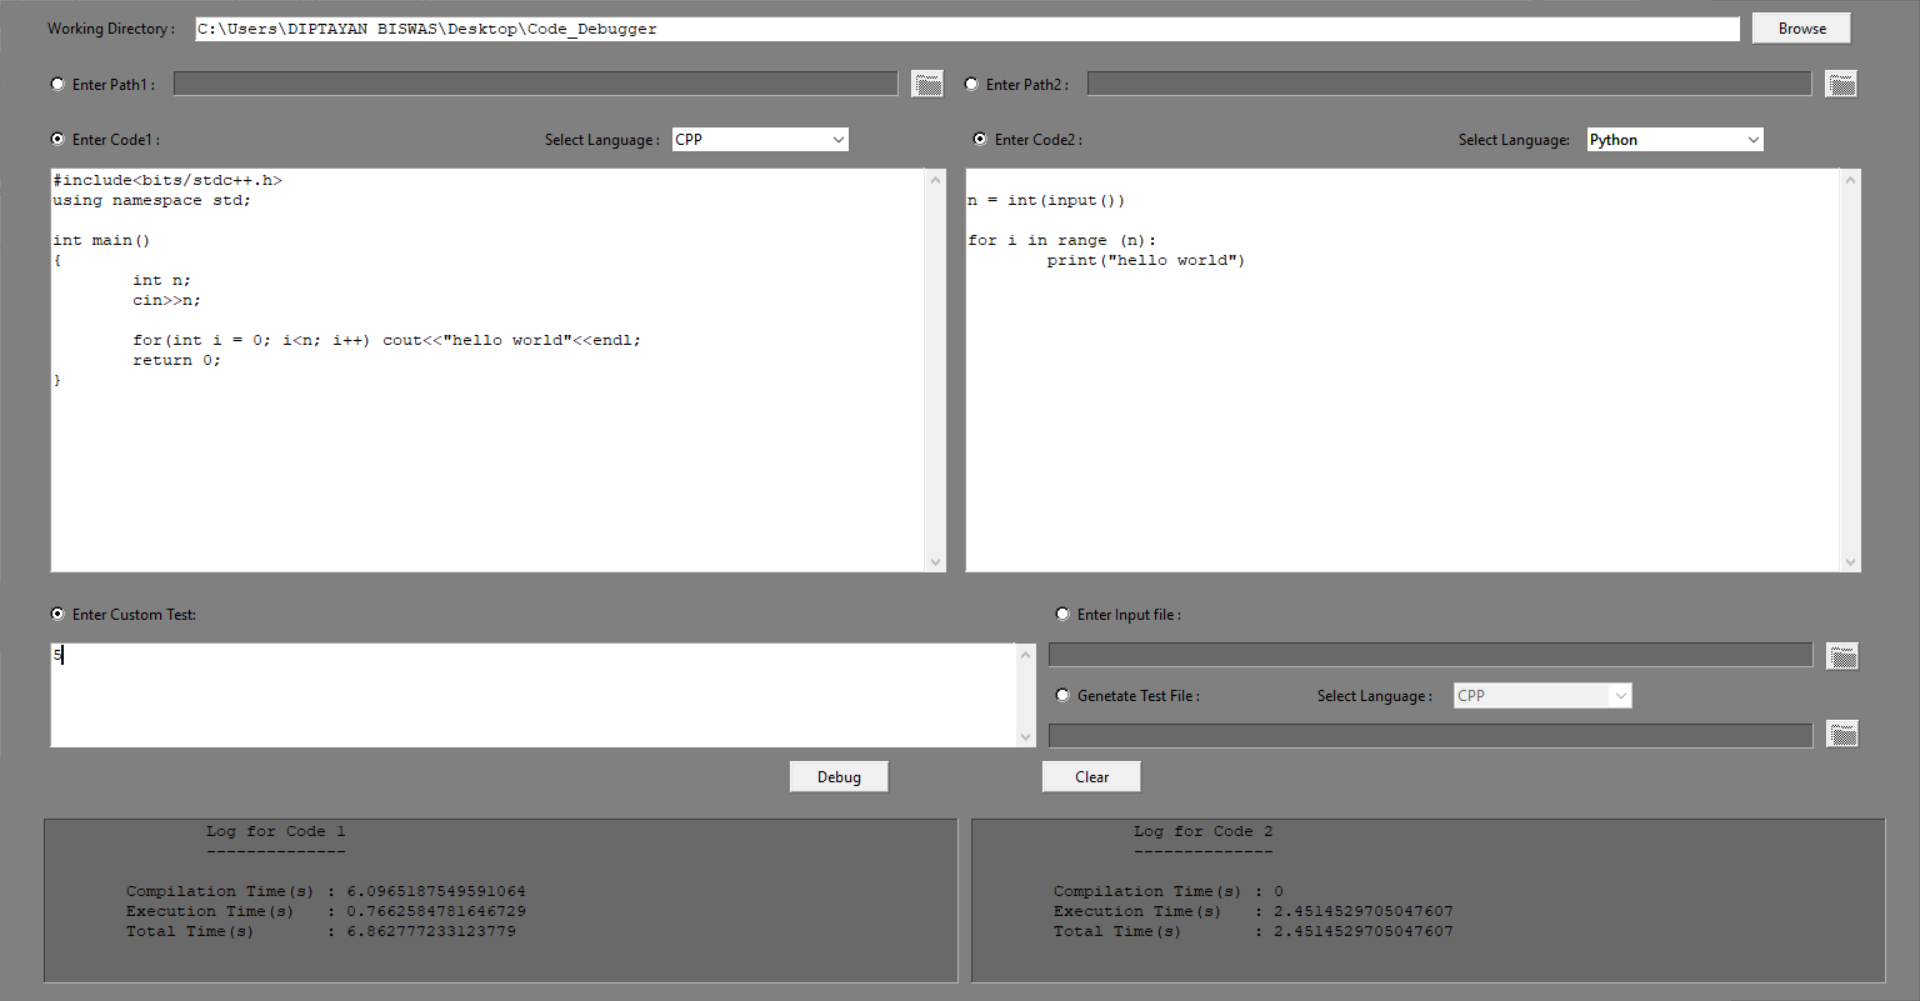 Working Directory : C:\Users\DIPTAYAN BISWAS\Desktop\Code_Debugger Browse
Enter Path1 : Enter Path2 :
Enter Code1 : Select Language : CPP Enter Code2 : Select Language: Python
#include<bits/stdc++.h>
using namespace std;
int main()
{
int n;
cin>>n;
for(int i = 0; i<n; i++) cout<<"hello world"<<endl;
return 0;
}
n = int(input())
for i in range (n):
print("hello world")
Enter Custom Test:
5
Enter Input file :
Genetate Test File : Select Language : CPP
Debug Clear
Log for Code 1
--------------
Compilation Time(s) : 6.0965187549591064
Execution Time(s) : 0.7662584781646729
Total Time(s) : 6.862777233123779
Log for Code 2
--------------
Compilation Time(s) : 0
Execution Time(s) : 2.4514529705047607
Total Time(s) : 2.4514529705047607